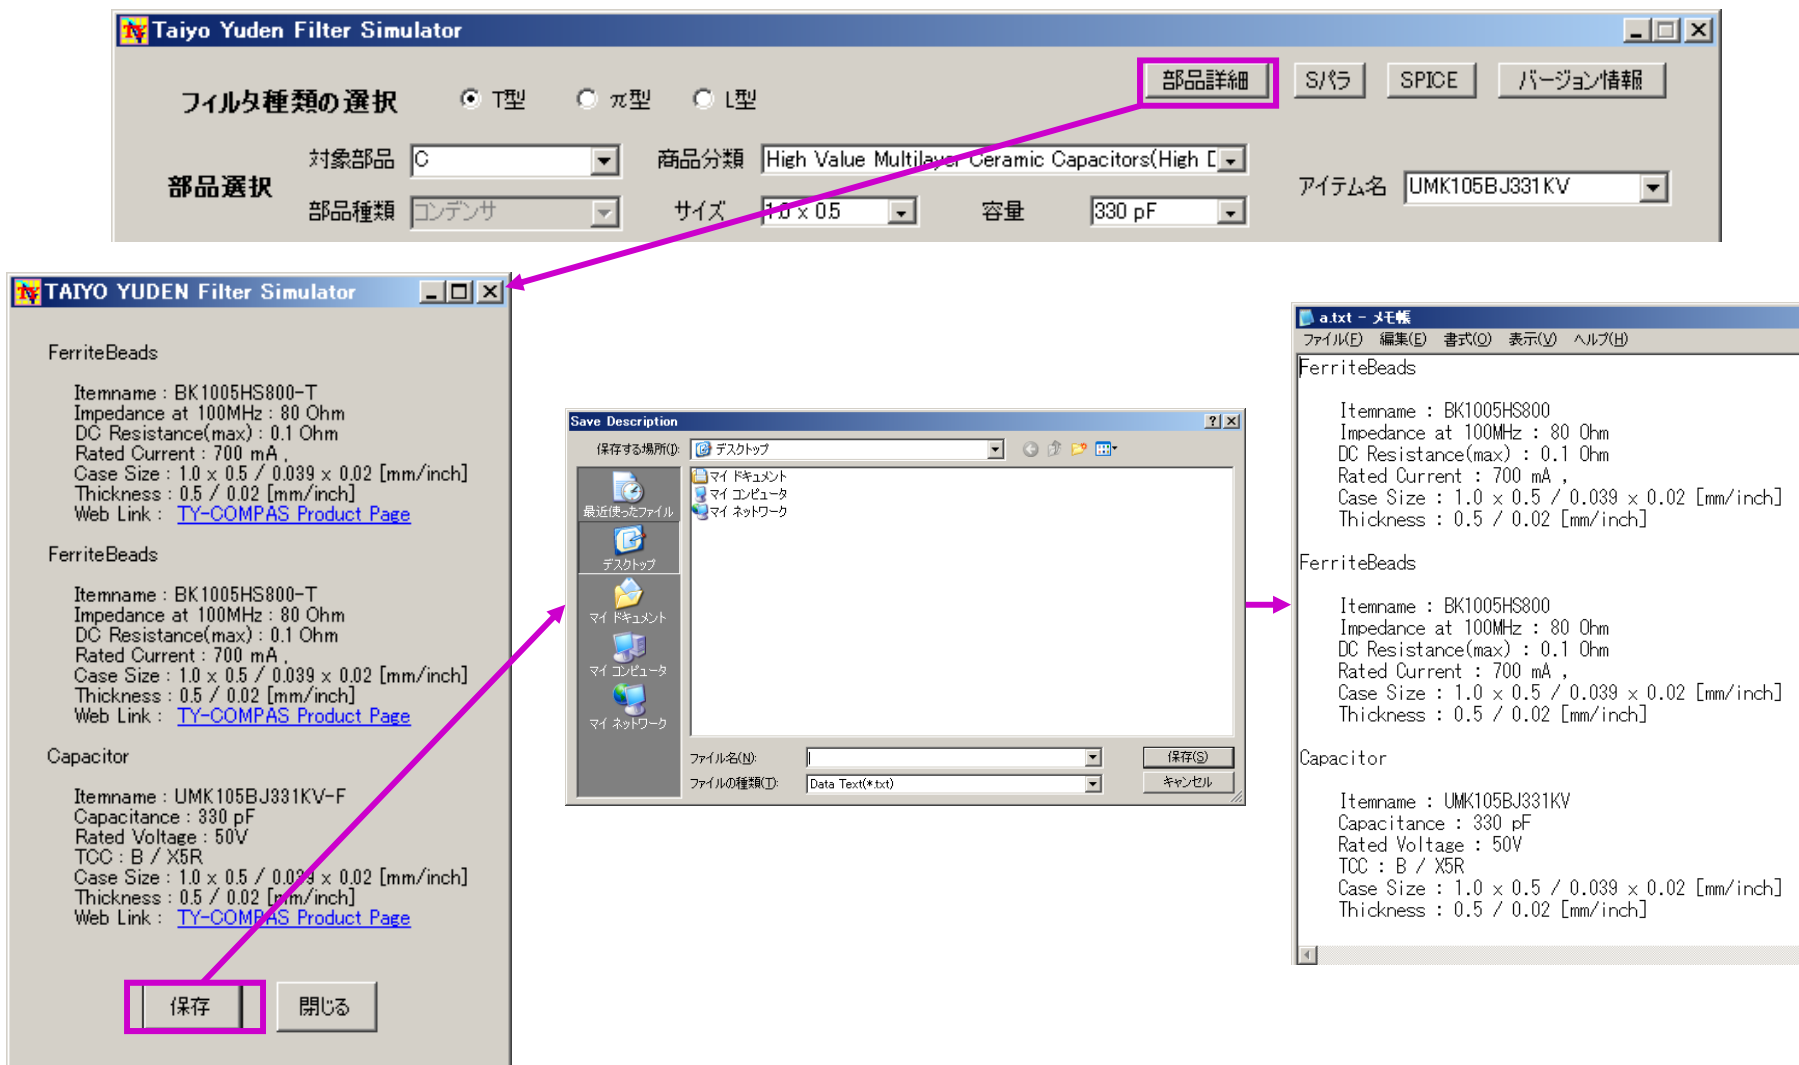 Taiyo Yuden Filter Simulator
フィルタ種類の選択 T型 π型 L型
部品詳細 Sパラ SPICE バージョン情報
部品選択
対象部品 C 商品分類 High Value Multilayer Ceramic Capacitors(High D
部品種類 コンデンサ サイズ 1.0 x 0.5 容量 330 pF
アイテム名 UMK105BJ331KV
TAIYO YUDEN Filter Simulator
FerriteBeads
Itemname : BK1005HS800-T
Impedance at 100MHz : 80 Ohm
DC Resistance(max) : 0.1 Ohm
Rated Current : 700 mA ,
Case Size : 1.0 x 0.5 / 0.039 x 0.02 [mm/inch]
Thickness : 0.5 / 0.02 [mm/inch]
Web Link : TY-COMPAS Product Page
FerriteBeads
Itemname : BK1005HS800-T
Impedance at 100MHz : 80 Ohm
DC Resistance(max) : 0.1 Ohm
Rated Current : 700 mA ,
Case Size : 1.0 x 0.5 / 0.039 x 0.02 [mm/inch]
Thickness : 0.5 / 0.02 [mm/inch]
Web Link : TY-COMPAS Product Page
Capacitor
Itemname : UMK105BJ331KV-F
Capacitance : 330 pF
Rated Voltage : 50V
TCC : B / X5R
Case Size : 1.0 x 0.5 / 0.039 x 0.02 [mm/inch]
Thickness : 0.5 / 0.02 [mm/inch]
Web Link : TY-COMPAS Product Page
保存 閉じる
Save Description
保存する場所(I): デスクトップ
最近使ったファイル
デスクトップ
マイ ドキュメント
マイ コンピュータ
マイ ネットワーク
マイ ドキュメント
マイ コンピュータ
マイ ネットワーク
ファイル名(N): 保存(S)
ファイルの種類(T): Data Text(*.txt) キャンセル
a.txt - メモ帳
ファイル(F) 編集(E) 書式(O) 表示(V) ヘルプ(H)
FerriteBeads
Itemname : BK1005HS800
Impedance at 100MHz : 80 Ohm
DC Resistance(max) : 0.1 Ohm
Rated Current : 700 mA ,
Case Size : 1.0 x 0.5 / 0.039 x 0.02 [mm/inch]
Thickness : 0.5 / 0.02 [mm/inch]
FerriteBeads
Itemname : BK1005HS800
Impedance at 100MHz : 80 Ohm
DC Resistance(max) : 0.1 Ohm
Rated Current : 700 mA ,
Case Size : 1.0 x 0.5 / 0.039 x 0.02 [mm/inch]
Thickness : 0.5 / 0.02 [mm/inch]
Capacitor
Itemname : UMK105BJ331KV
Capacitance : 330 pF
Rated Voltage : 50V
TCC : B / X5R
Case Size : 1.0 x 0.5 / 0.039 x 0.02 [mm/inch]
Thickness : 0.5 / 0.02 [mm/inch]